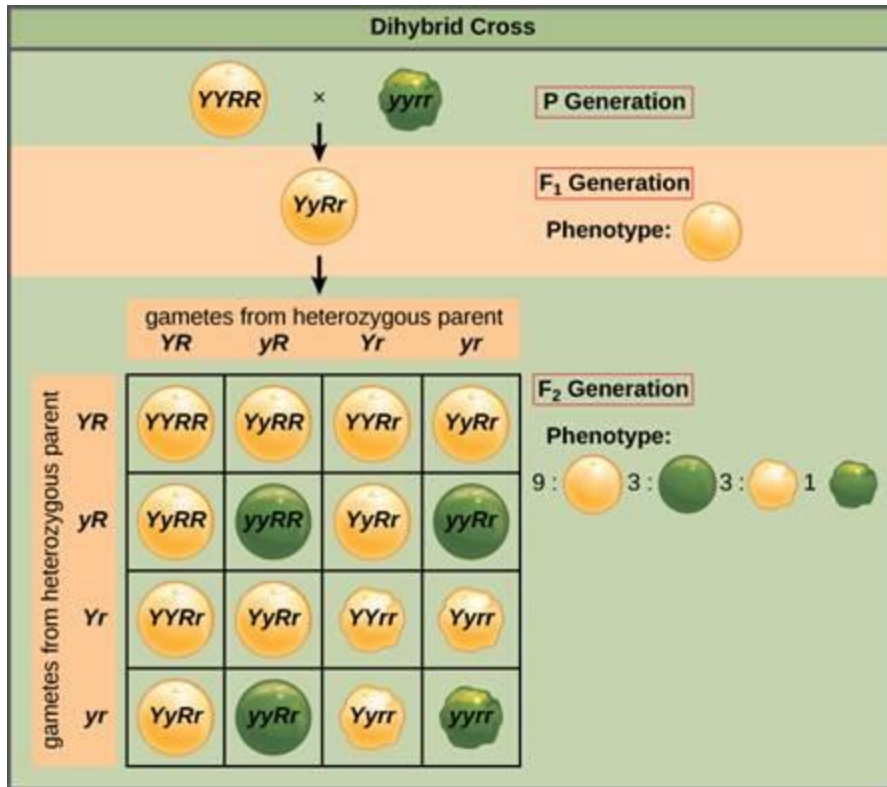 Dihybrid Cross
YYRR × yyrr P Generation
YyRr F₁ Generation
Phenotype:
gametes from heterozygous parent
YR yR Yr yr
gametes from heterozygous parent
YR YYRR YyRR YYRr YyRr
yR YyRR yyRR YyRr yyRr
Yr YYRr YyRr YYrr Yyrr
yr YyRr yyRr Yyrr yyrr
F₂ Generation
Phenotype:
9 : 3 : 3 : 1